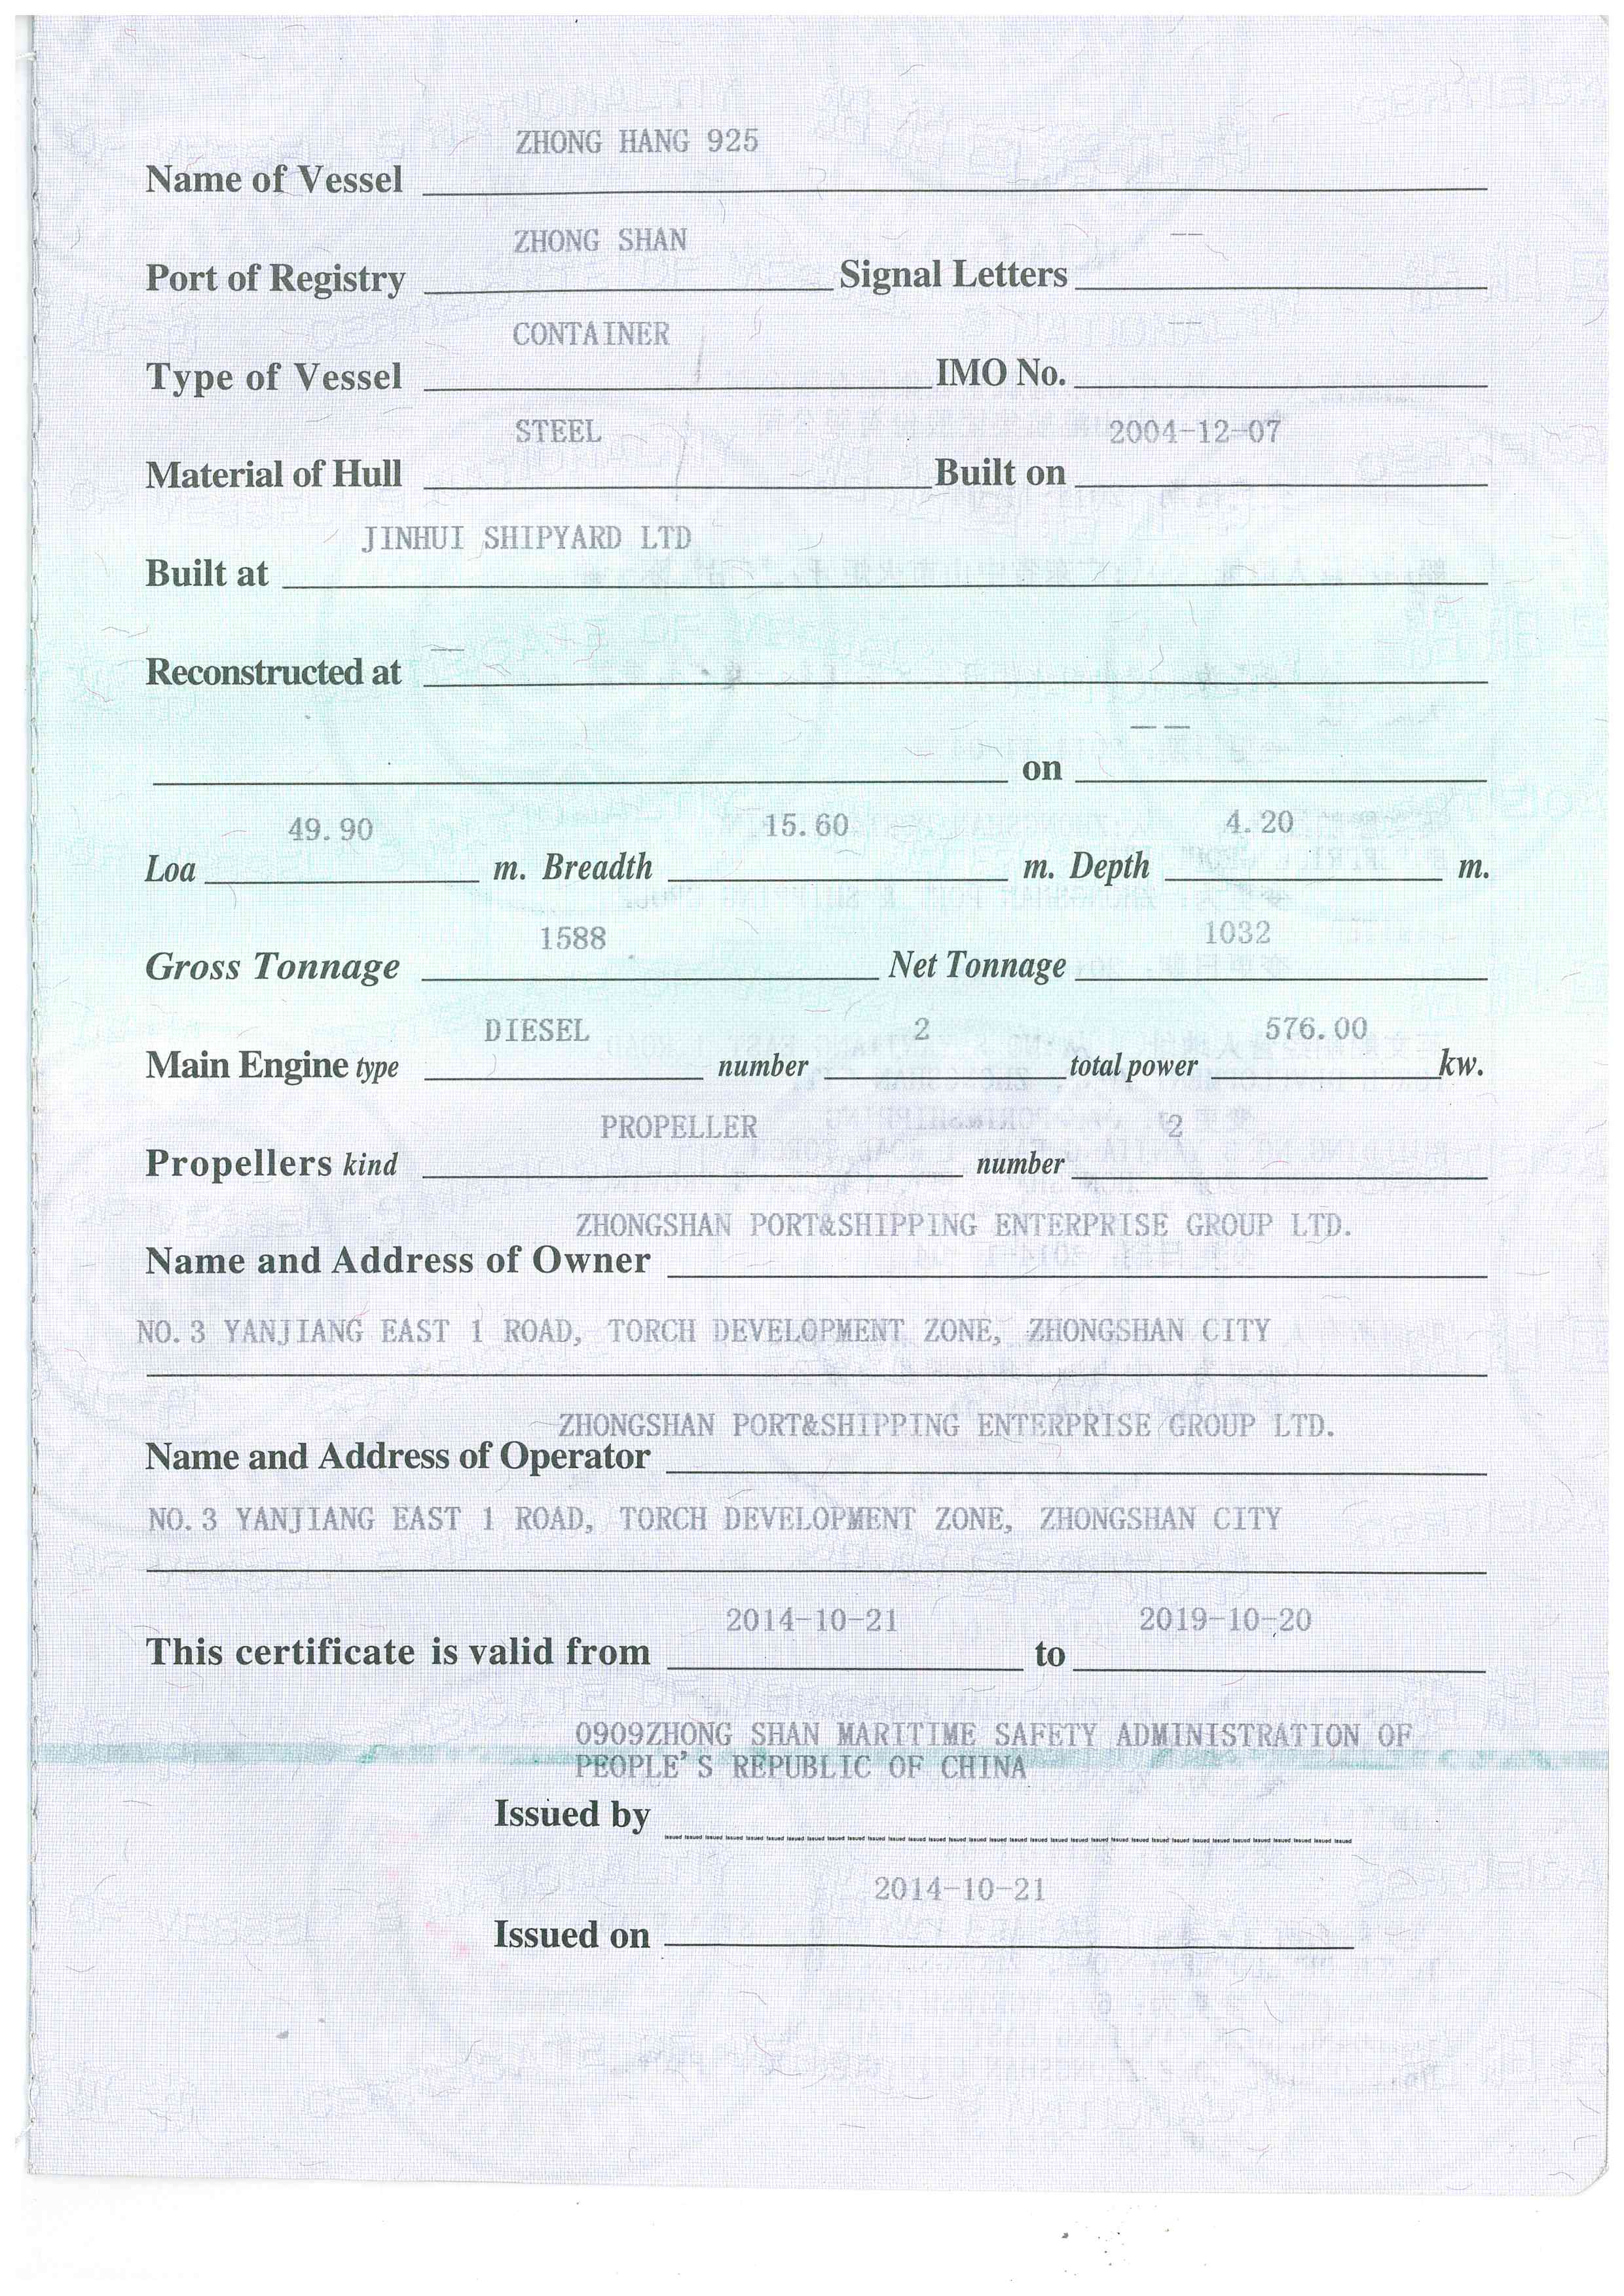 ZHONG HANG 925
Name of Vessel
ZHONG SHAN --
Port of Registry Signal Letters
CONTAINER --
Type of Vessel IMO No.
STEEL 2004-12-07
Material of Hull Built on
JINHUI SHIPYARD LTD
Built at
--
Reconstructed at
-- --
on
49.90 15.60 4.20
Loa m. Breadth m. Depth m.
1588 1032
Gross Tonnage Net Tonnage
DIESEL 2 576.00
Main Engine type number total power kw.
PROPELLER 2
Propellers kind number
ZHONGSHAN PORT&SHIPPING ENTERPRISE GROUP LTD.
Name and Address of Owner
NO.3 YANJIANG EAST 1 ROAD, TORCH DEVELOPMENT ZONE, ZHONGSHAN CITY
ZHONGSHAN PORT&SHIPPING ENTERPRISE GROUP LTD.
Name and Address of Operator
NO.3 YANJIANG EAST 1 ROAD, TORCH DEVELOPMENT ZONE, ZHONGSHAN CITY
2014-10-21 2019-10-20
This certificate is valid from to
0909ZHONG SHAN MARITIME SAFETY ADMINISTRATION OF
PEOPLE'S REPUBLIC OF CHINA
Issued by
2014-10-21
Issued on